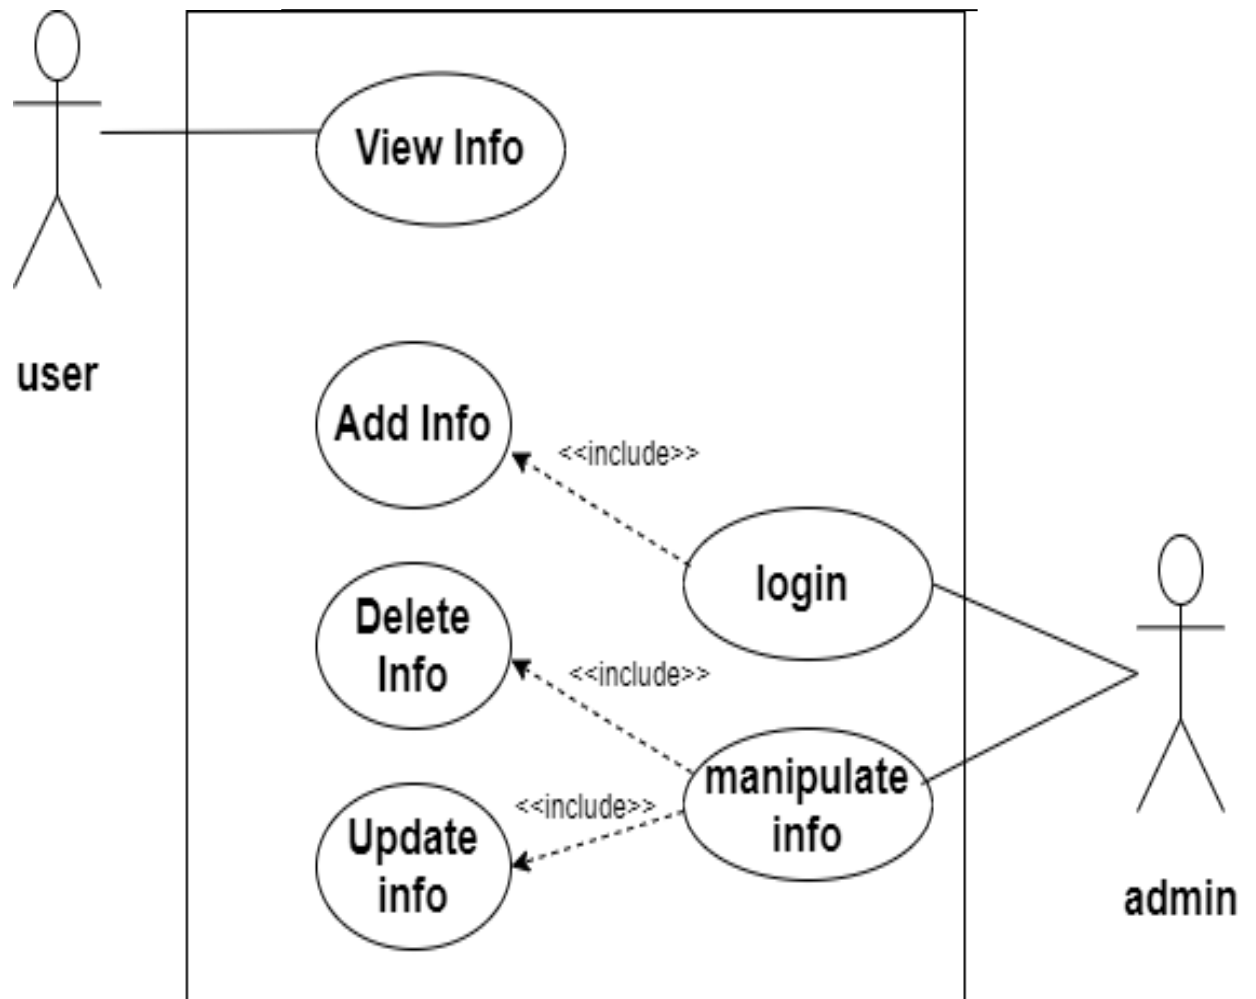 View Info
user
Add Info
<<include>>
login
Delete
Info
<<include>>
manipulate
info
<<include>>
Update
info
admin